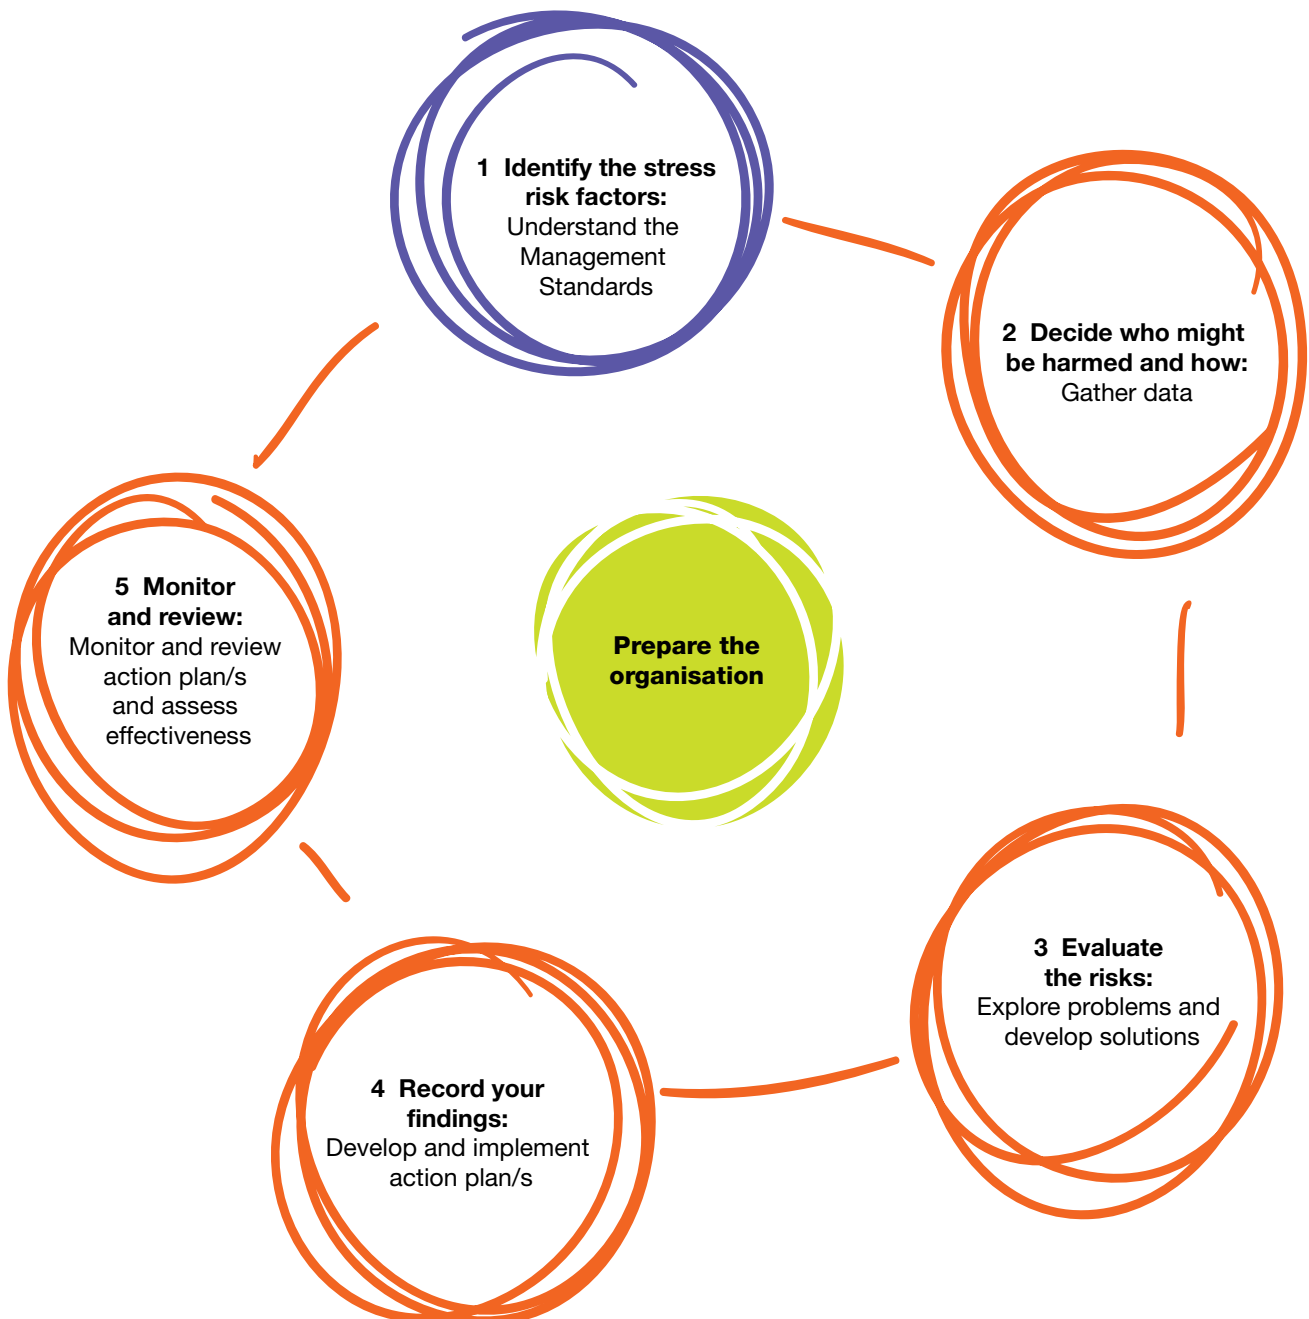 1 Identify the stress
risk factors:
Understand the
Management
Standards
2 Decide who might
be harmed and how:
Gather data
3 Evaluate
the risks:
Explore problems and
develop solutions
4 Record your
findings:
Develop and implement
action plan/s
5 Monitor
and review:
Monitor and review
action plan/s
and assess
effectiveness
Prepare the
organisation